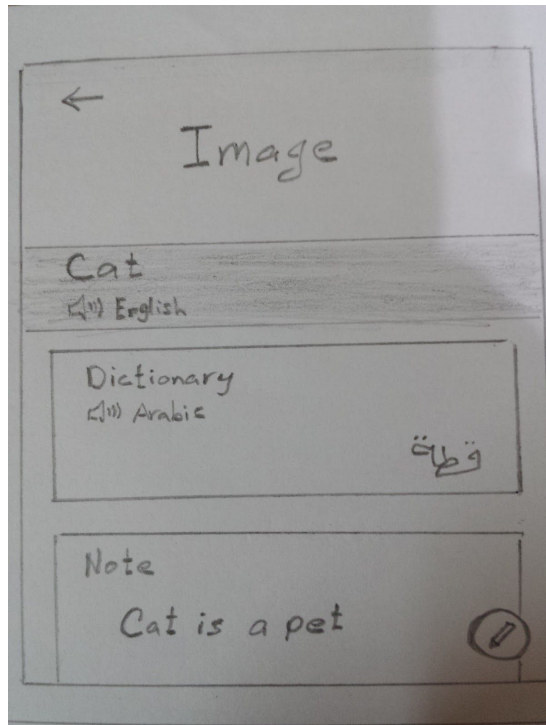 Image
Cat
English
Dictionary
Arabic
قطة
Note
Cat is a pet